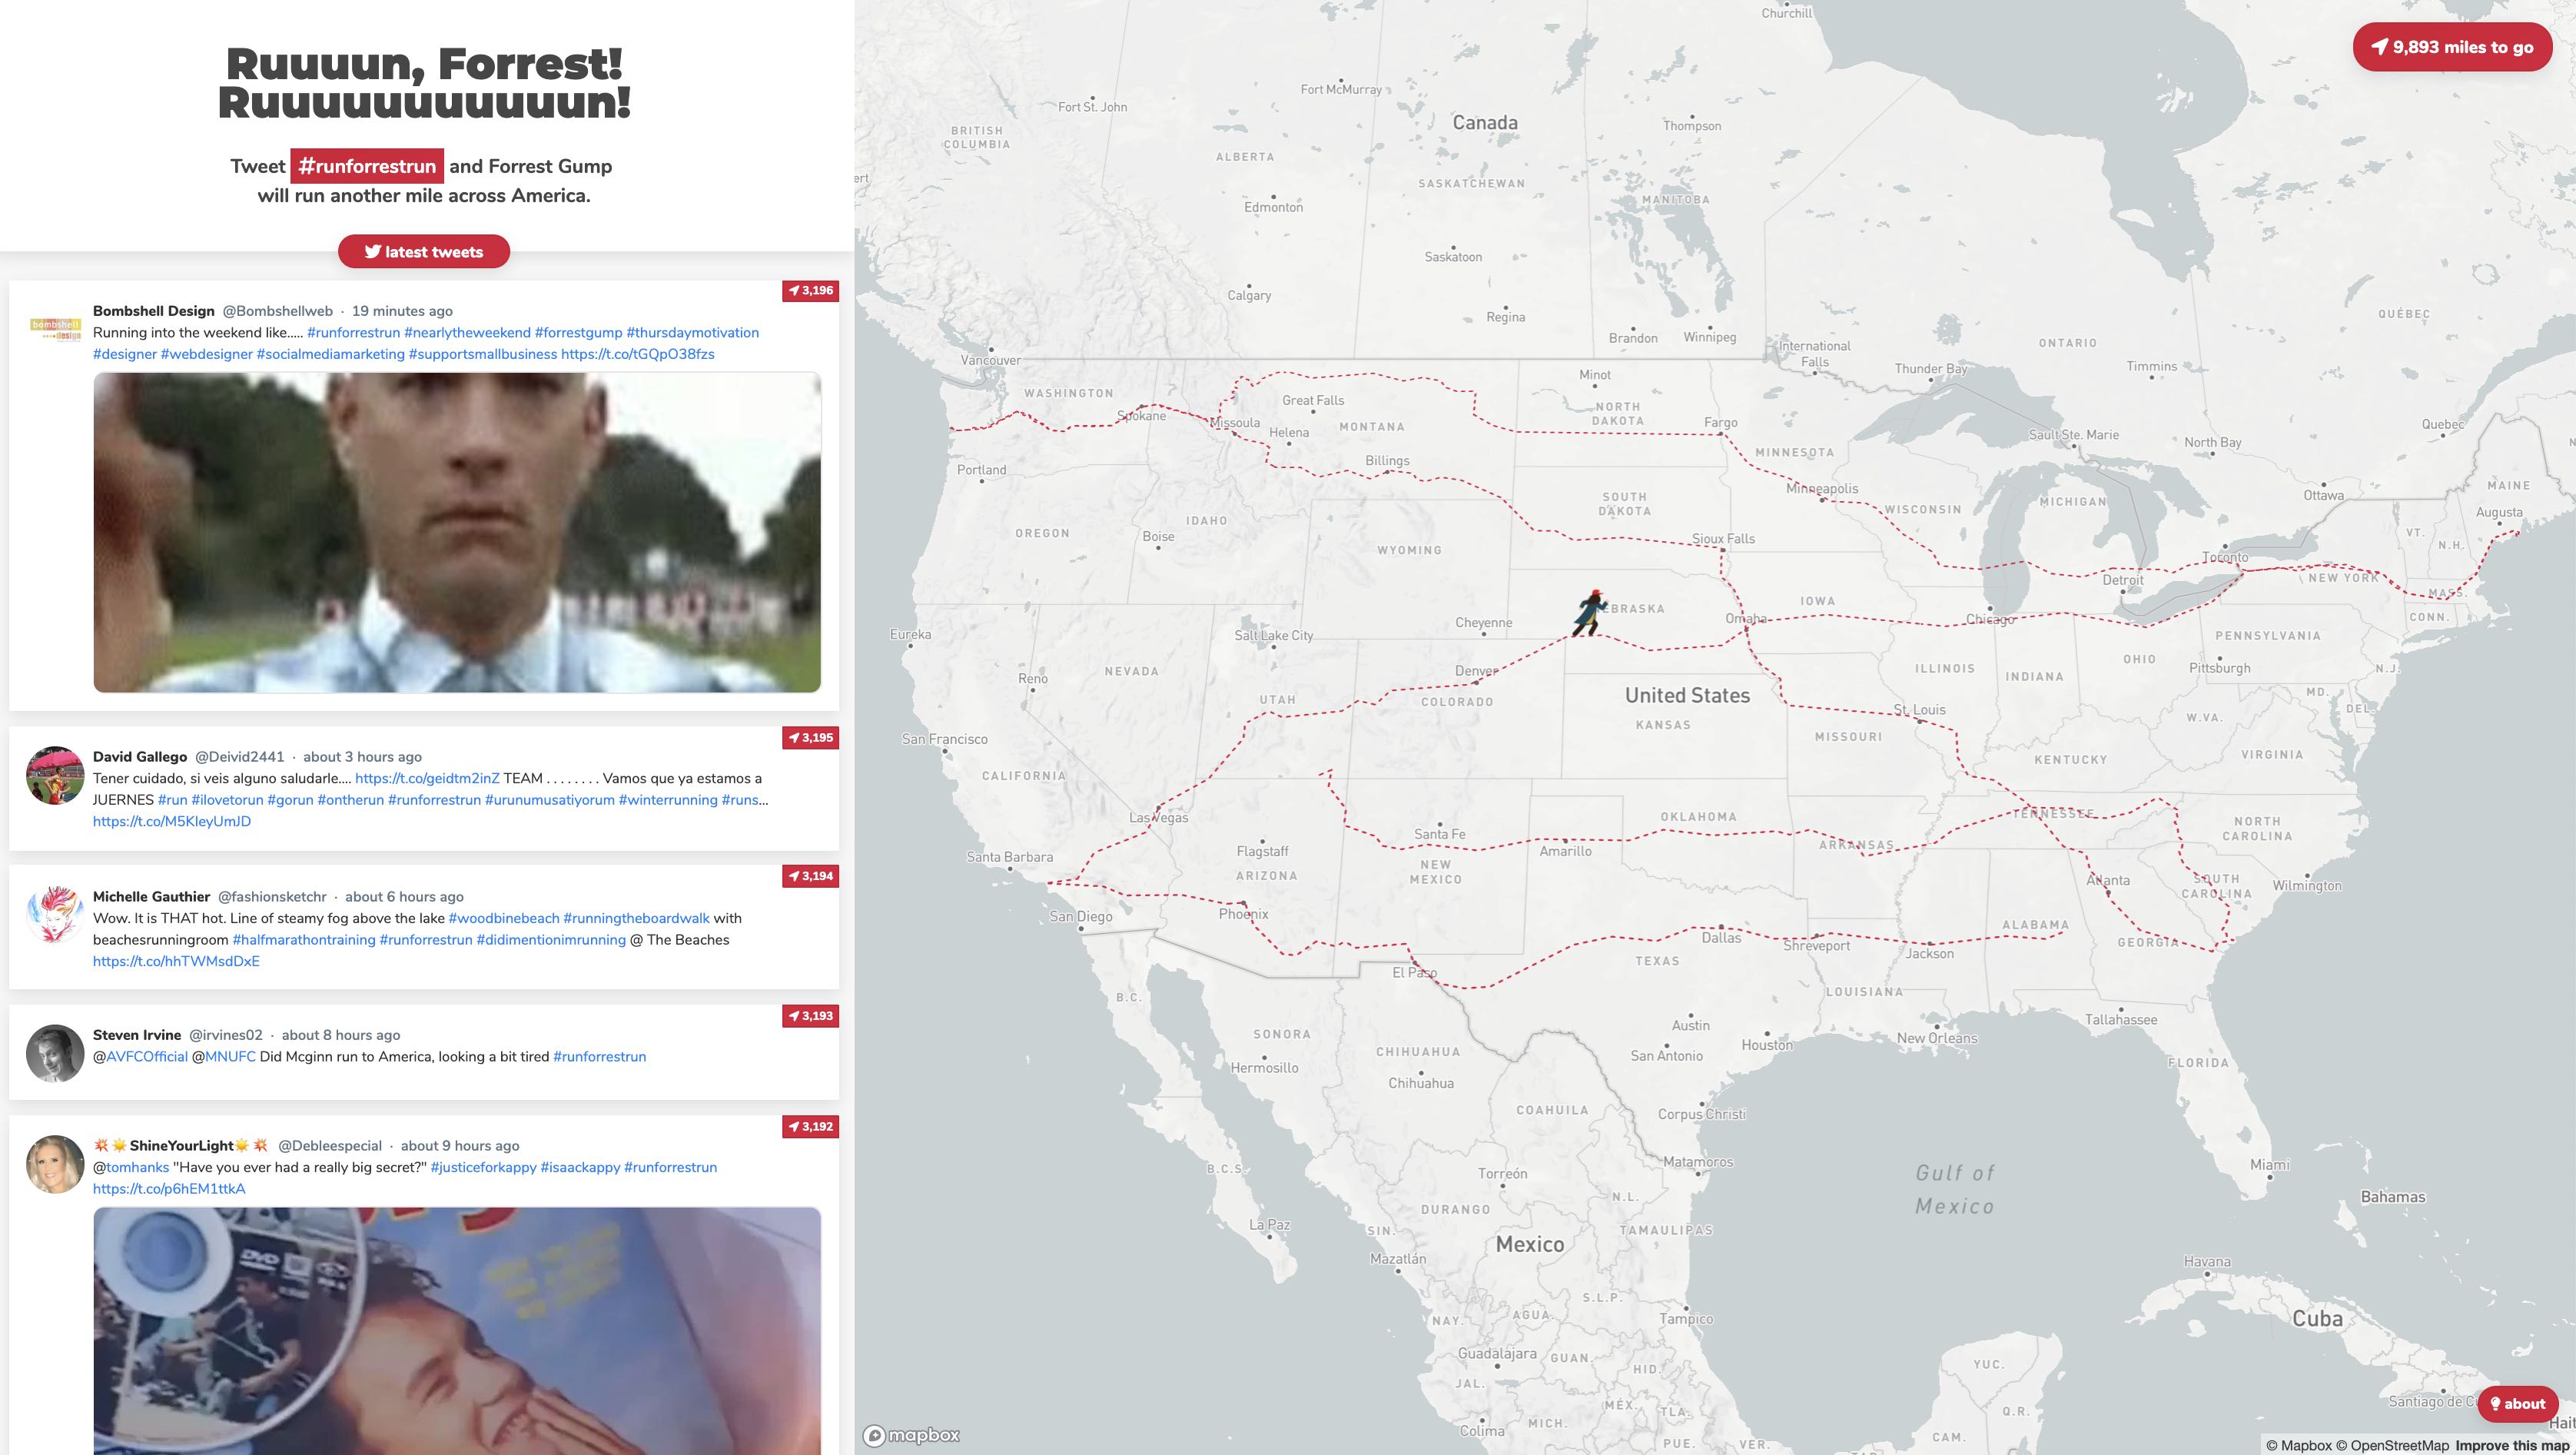 Ruuuun, Forrest!
Ruuuuuuuuuuuun!
Tweet #runforrestrun and Forrest Gump
will run another mile across America.
latest tweets
3,196
bombshell
design
Bombshell Design @Bombshellweb · 19 minutes ago
Running into the weekend like..... #runforrestrun #nearlytheweekend #forrestgump #thursdaymotivation
#designer #webdesigner #socialmediamarketing #supportsmallbusiness https://t.co/tGQpO38fzs
3,195
David Gallego @Deivid2441 · about 3 hours ago
Tener cuidado, si veis alguno saludarle.... https://t.co/geidtm2inZ TEAM . . . . . . . . Vamos que ya estamos a
JUERNES #run #ilovetorun #gorun #ontherun #runforrestrun #urunumusatiyorum #winterrunning #runs…
https://t.co/M5KIeyUmJD
3,194
Michelle Gauthier @fashionsketchr · about 6 hours ago
Wow. It is THAT hot. Line of steamy fog above the lake #woodbinebeach #runningtheboardwalk with
beachesrunningroom #halfmarathontraining #runforrestrun #didimentionimrunning @ The Beaches
https://t.co/hhTWMsdDxE
3,193
Steven Irvine @irvines02 · about 8 hours ago
@AVFCOfficial @MNUFC Did Mcginn run to America, looking a bit tired #runforrestrun
3,192
💥☀️ShineYourLight☀️💥 @Debleespecial · about 9 hours ago
@tomhanks "Have you ever had a really big secret?" #justiceforkappy #isaackappy #runforrestrun
https://t.co/p6hEM1ttkA
DVD
9,893 miles to go
Churchill
Fort McMurray
Fort St. John
Canada
Thompson
BRITISH
COLUMBIA
ALBERTA
SASKATCHEWAN
MANITOBA
ert
Edmonton
Saskatoon
Calgary
Regina
Brandon
Winnipeg
QUÉBEC
ONTARIO
International
Falls
Thunder Bay
Timmins
Vancouver
WASHINGTON
Spokane
Missoula
Great Falls
Helena
MONTANA
Billings
Minot
NORTH
DAKOTA
Fargo
MINNESOTA
Minneapolis
Sault Ste. Marie
North Bay
Quebec
N
Ottawa
MAINE
Augusta
Portland
OREGON
IDAHO
Boise
WYOMING
SOUTH
DAKOTA
Sioux Falls
WISCONSIN
MICHIGAN
Toronto
Detroit
VT.
N.H.
NEW YORK
MASS.
CONN.
Eureka
Salt Lake City
Cheyenne
EBRASKA
Omaha
IOWA
Chicago
PENNSYLVANIA
Pittsburgh
N.J.
Reno
NEVADA
UTAH
Denver
COLORADO
United States
KANSAS
ILLINOIS
INDIANA
OHIO
MD.
DEL.
W.VA.
VIRGINIA
San Francisco
CALIFORNIA
St. Louis
MISSOURI
KENTUCKY
Las Vegas
Santa Barbara
Flagstaff
ARIZONA
Santa Fe
NEW
MEXICO
Amarillo
OKLAHOMA
ARKANSAS
TENNESSEE
NORTH
CAROLINA
Wilmington
SOUTH
CAROLINA
Atlanta
San Diego
Phoenix
El Paso
TEXAS
Dallas
Shreveport
Jackson
ALABAMA
GEORGIA
LOUISIANA
Tallahassee
New Orleans
Austin
San Antonio
Houston
FLORIDA
B.C.
SONORA
Hermosillo
CHIHUAHUA
Chihuahua
COAHUILA
Corpus Christi
B.C.S.
Torreón
Matamoros
N.L.
Gulf of
Mexico
Miami
Bahamas
La Paz
DURANGO
SIN.
Mazatlán
Mexico
TAMAULIPAS
S.L.P.
NAY.
AGUA.
Tampico
Havana
Cuba
Guadalajara
GUAN.
HID.
JAL.
YUC.
MÉX.
TLA.
Q.R.
Santiago de C
Colima
MICH.
PUE.
VER.
CAM.
Hait
about
mapbox
© Mapbox © OpenStreetMap Improve this map